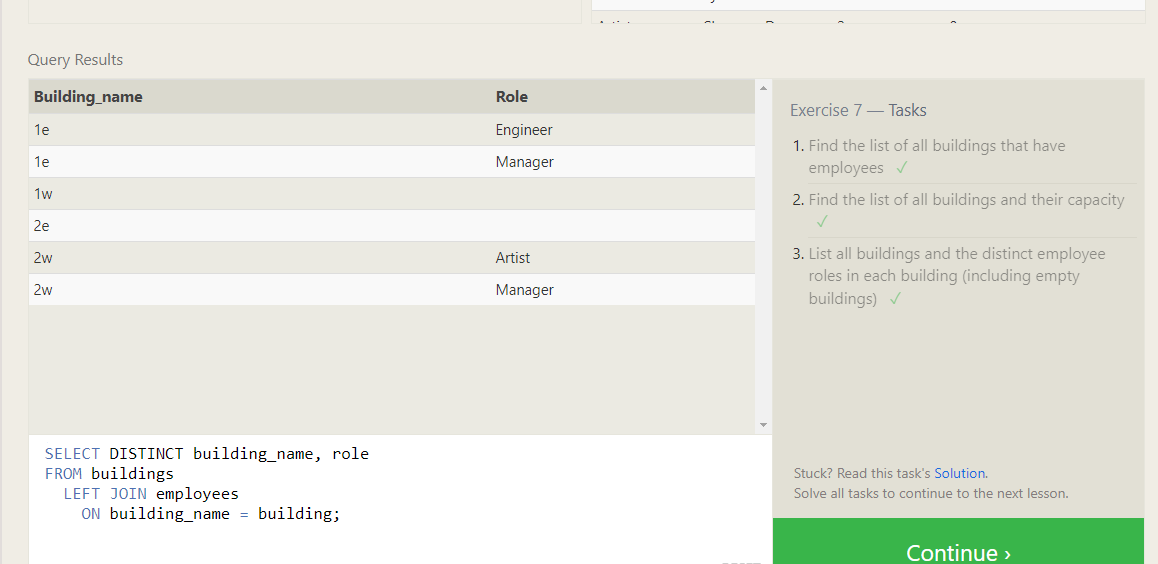 Query Results
Building_name Role
1e Engineer
1e Manager
1w
2e
2w Artist
2w Manager
SELECT DISTINCT building_name, role
FROM buildings
LEFT JOIN employees
ON building_name = building;
Exercise 7 — Tasks
1. Find the list of all buildings that have
employees ✓
2. Find the list of all buildings and their capacity
✓
3. List all buildings and the distinct employee
roles in each building (including empty
buildings) ✓
Stuck? Read this task's Solution.
Solve all tasks to continue to the next lesson.
Continue ›